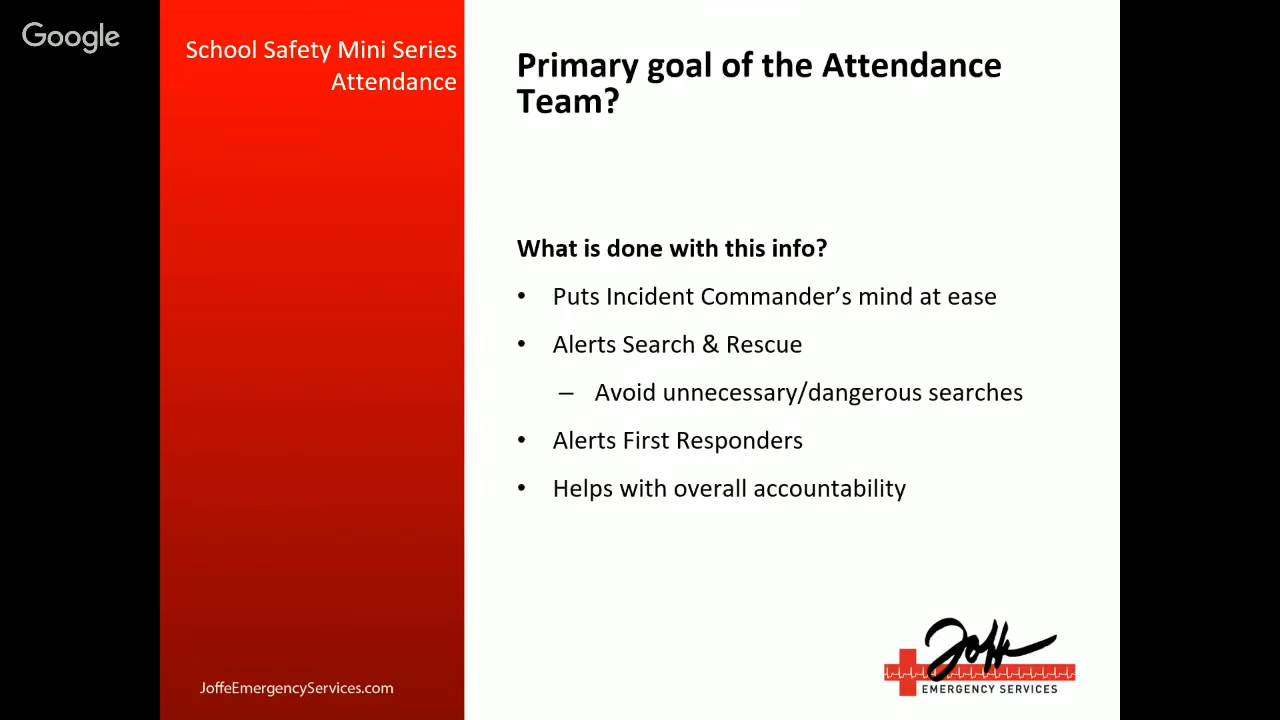 Google
School Safety Mini Series
Attendance
Primary goal of the Attendance
Team?
What is done with this info?
• Puts Incident Commander’s mind at ease
• Alerts Search & Rescue
– Avoid unnecessary/dangerous searches
• Alerts First Responders
• Helps with overall accountability
JoffeEmergencyServices.com
Joffe
EMERGENCY SERVICES